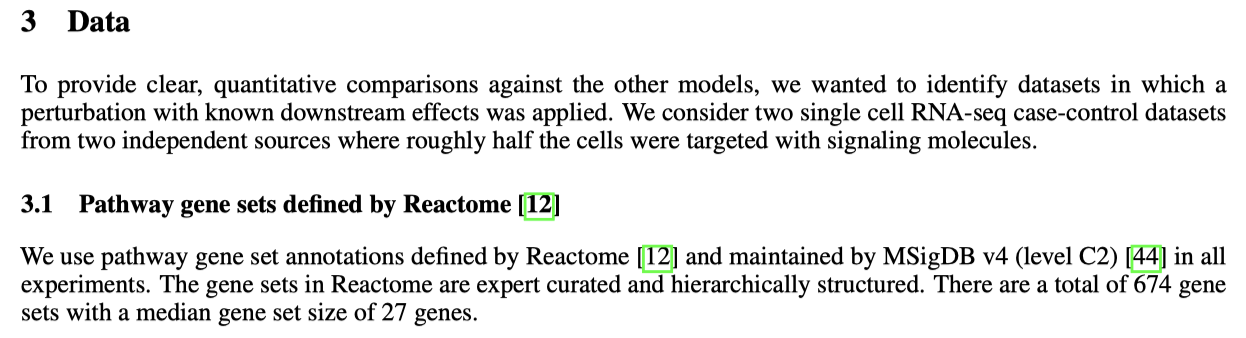 3 Data
To provide clear, quantitative comparisons against the other models, we wanted to identify datasets in which a
perturbation with known downstream effects was applied. We consider two single cell RNA-seq case-control datasets
from two independent sources where roughly half the cells were targeted with signaling molecules.
3.1 Pathway gene sets defined by Reactome [12]
We use pathway gene set annotations defined by Reactome [12] and maintained by MSigDB v4 (level C2) [44] in all
experiments. The gene sets in Reactome are expert curated and hierarchically structured. There are a total of 674 gene
sets with a median gene set size of 27 genes.